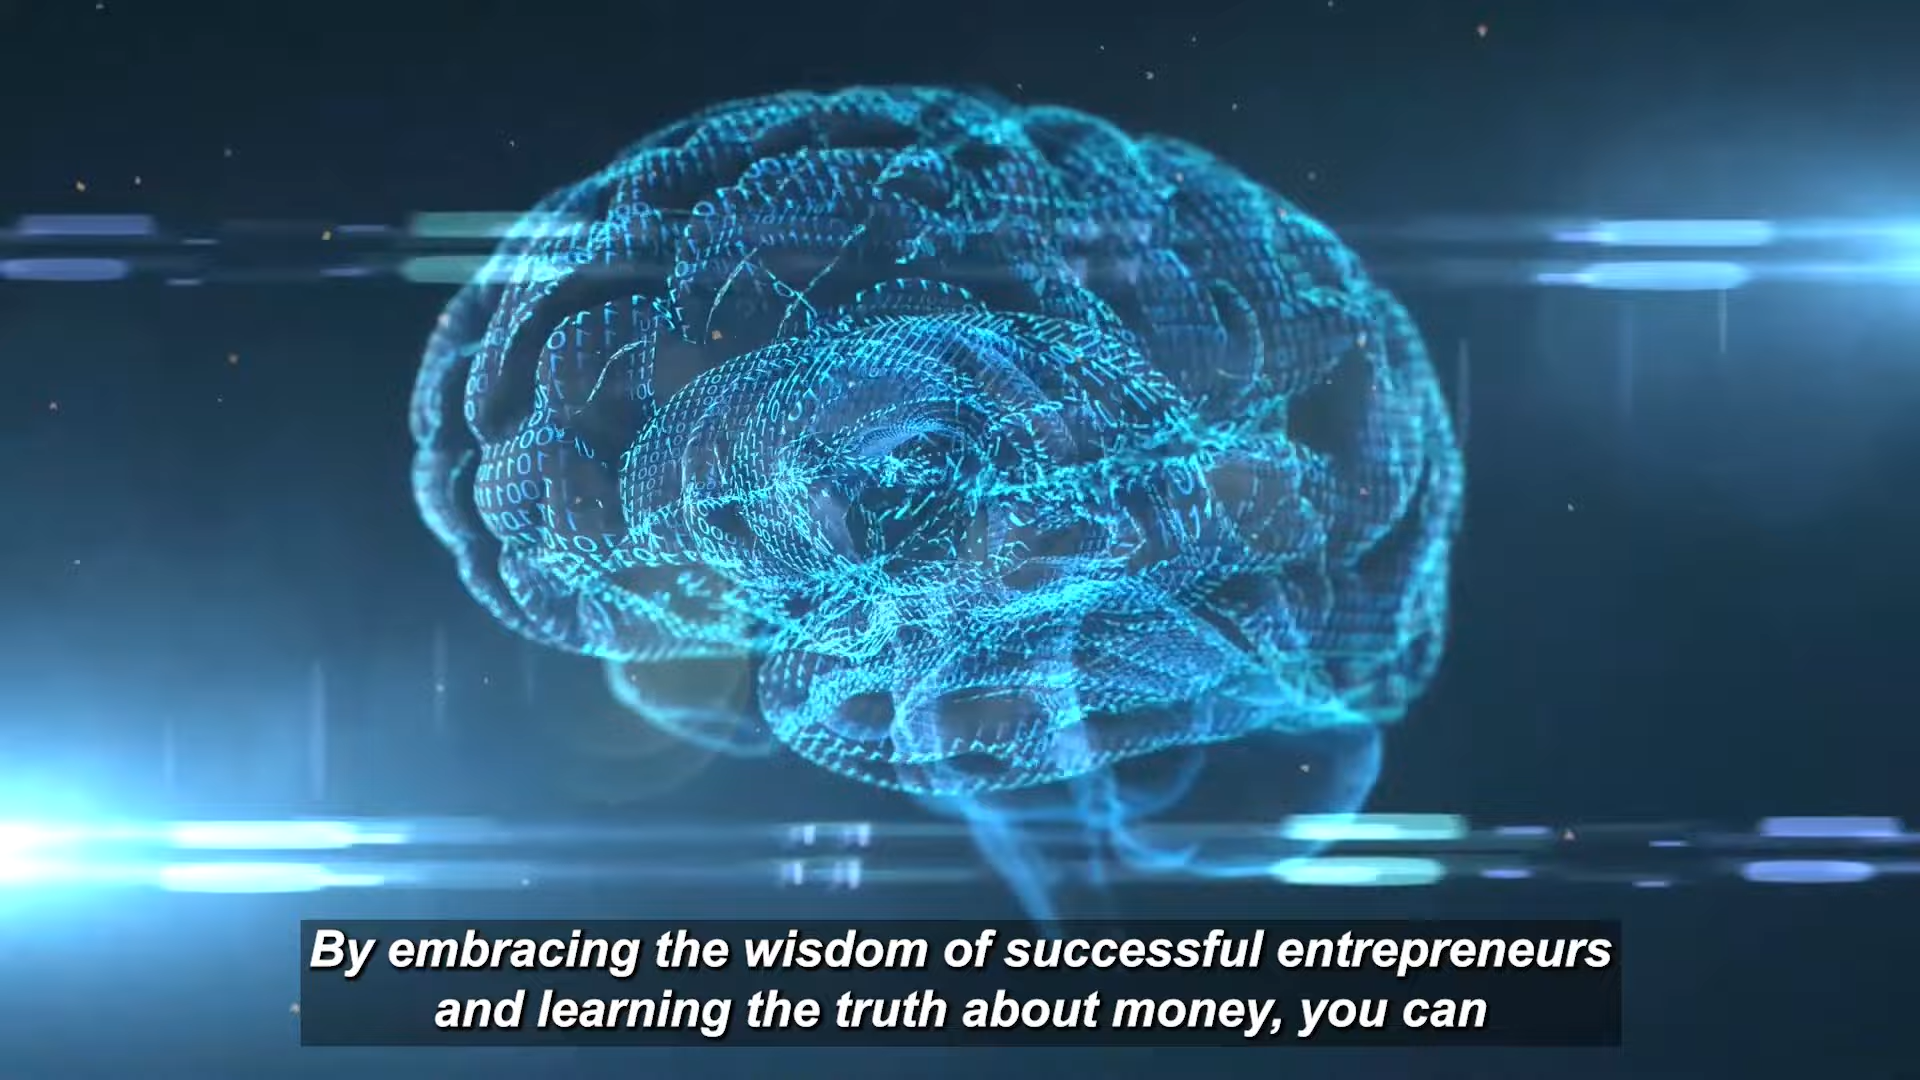 By embracing the wisdom of successful entrepreneurs
and learning the truth about money, you can